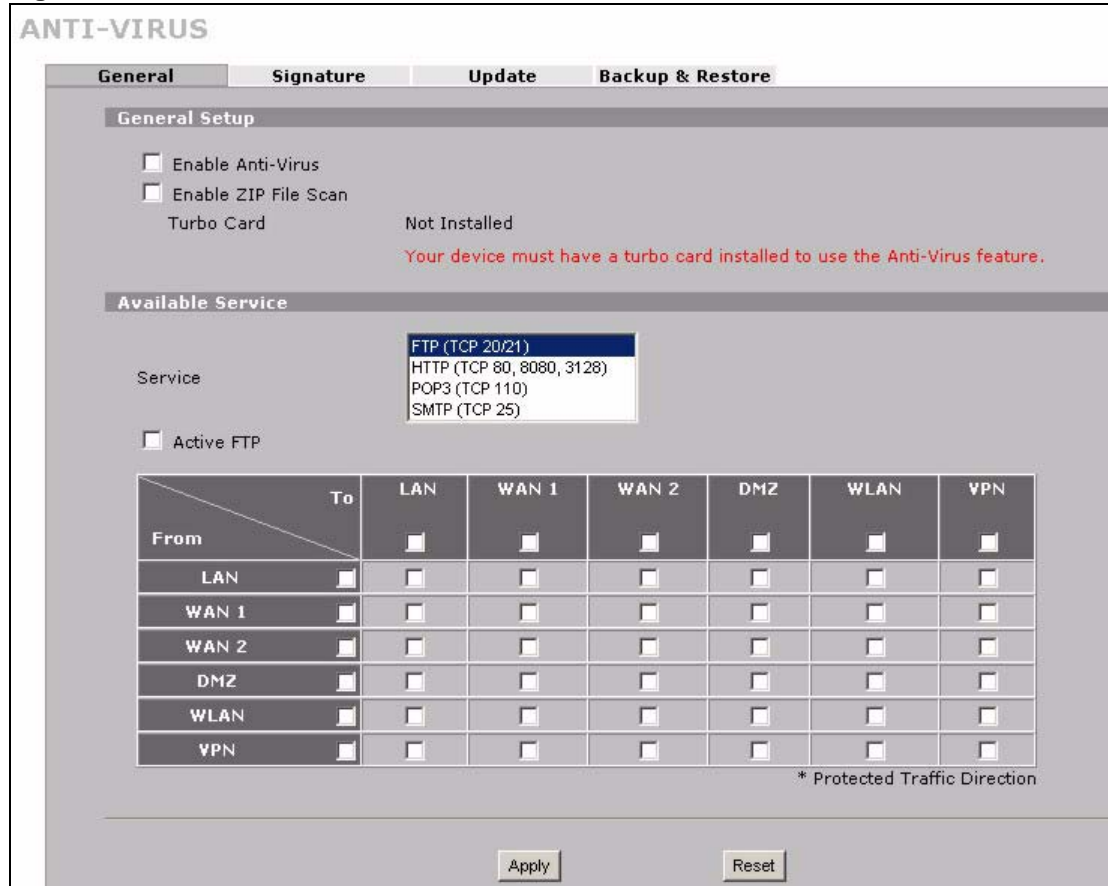 ANTI-VIRUS
General Signature Update Backup & Restore
General Setup
Enable Anti-Virus
Enable ZIP File Scan
Turbo Card Not Installed
Your device must have a turbo card installed to use the Anti-Virus feature.
Available Service
Service
FTP (TCP 20/21)
HTTP (TCP 80, 8080, 3128)
POP3 (TCP 110)
SMTP (TCP 25)
Active FTP
To LAN WAN 1 WAN 2 DMZ WLAN VPN
From
LAN
WAN 1
WAN 2
DMZ
WLAN
VPN
* Protected Traffic Direction
Apply Reset